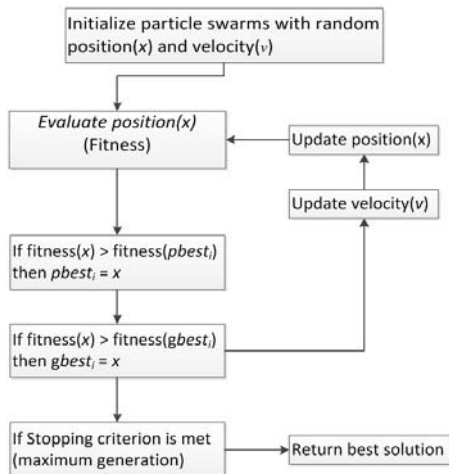 Initialize particle swarms with random
position(x) and velocity(v)
Evaluate position(x)
(Fitness)
Update position(x)
Update velocity(v)
If fitness(x) > fitness(pbestᵢ)
then pbestᵢ = x
If fitness(x) > fitness(gbestᵢ)
then gbestᵢ = x
If Stopping criterion is met
(maximum generation)
Return best solution